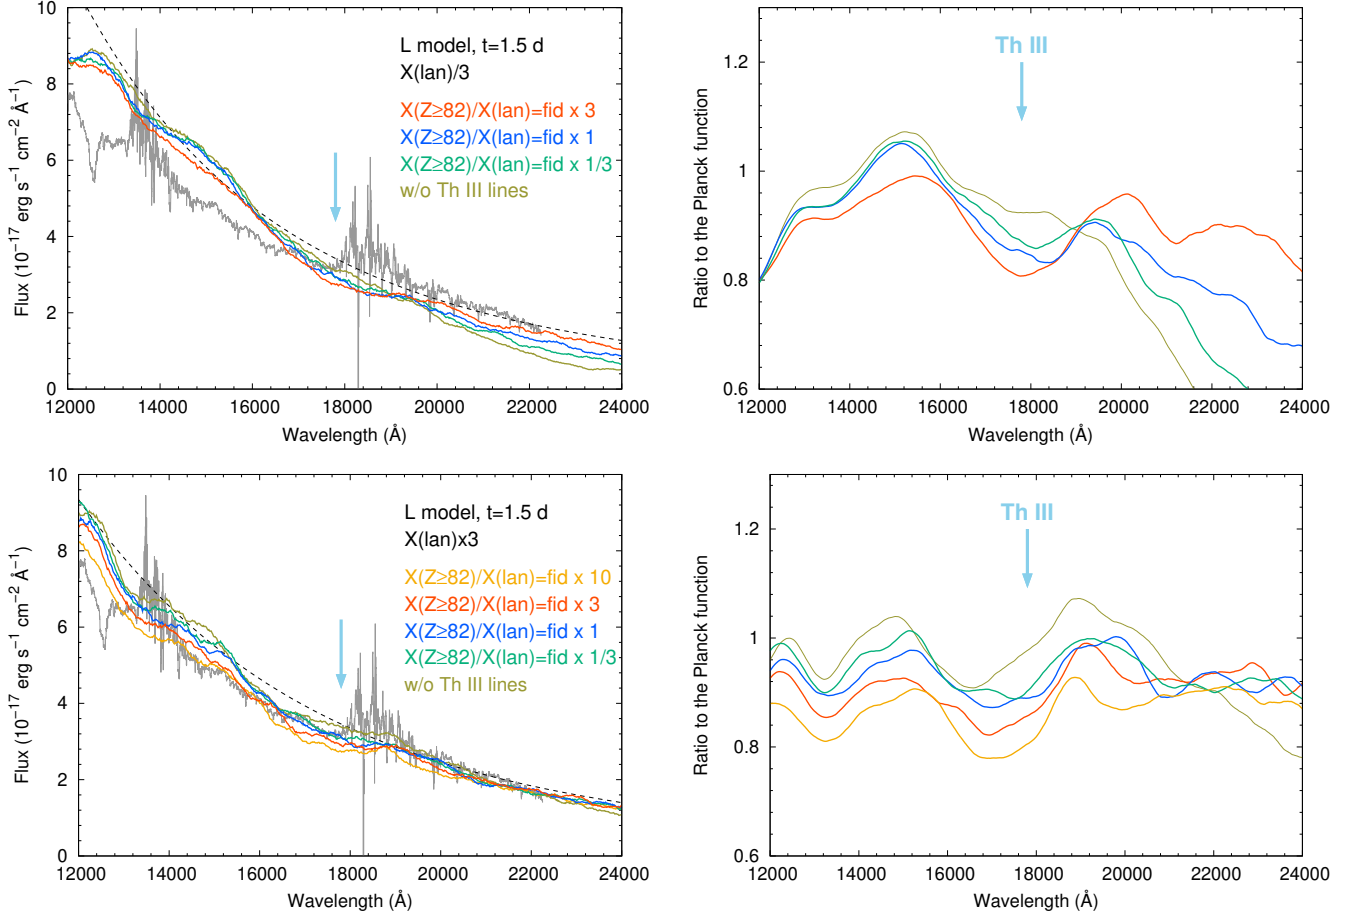 10
8
6
4
2
0
Flux (10⁻¹⁷ erg s⁻¹ cm⁻² Å⁻¹)
L model, t=1.5 d
X(lan)/3
X(Z≥82)/X(lan)=fid x 3
X(Z≥82)/X(lan)=fid x 1
X(Z≥82)/X(lan)=fid x 1/3
w/o Th III lines
12000 14000 16000 18000 20000 22000 24000
Wavelength (Å)
1.2
1
0.8
0.6
Ratio to the Planck function
Th III
12000 14000 16000 18000 20000 22000 24000
Wavelength (Å)
10
8
6
4
2
0
Flux (10⁻¹⁷ erg s⁻¹ cm⁻² Å⁻¹)
L model, t=1.5 d
X(lan)x3
X(Z≥82)/X(lan)=fid x 10
X(Z≥82)/X(lan)=fid x 3
X(Z≥82)/X(lan)=fid x 1
X(Z≥82)/X(lan)=fid x 1/3
w/o Th III lines
12000 14000 16000 18000 20000 22000 24000
Wavelength (Å)
1.2
1
0.8
0.6
Ratio to the Planck function
Th III
12000 14000 16000 18000 20000 22000 24000
Wavelength (Å)